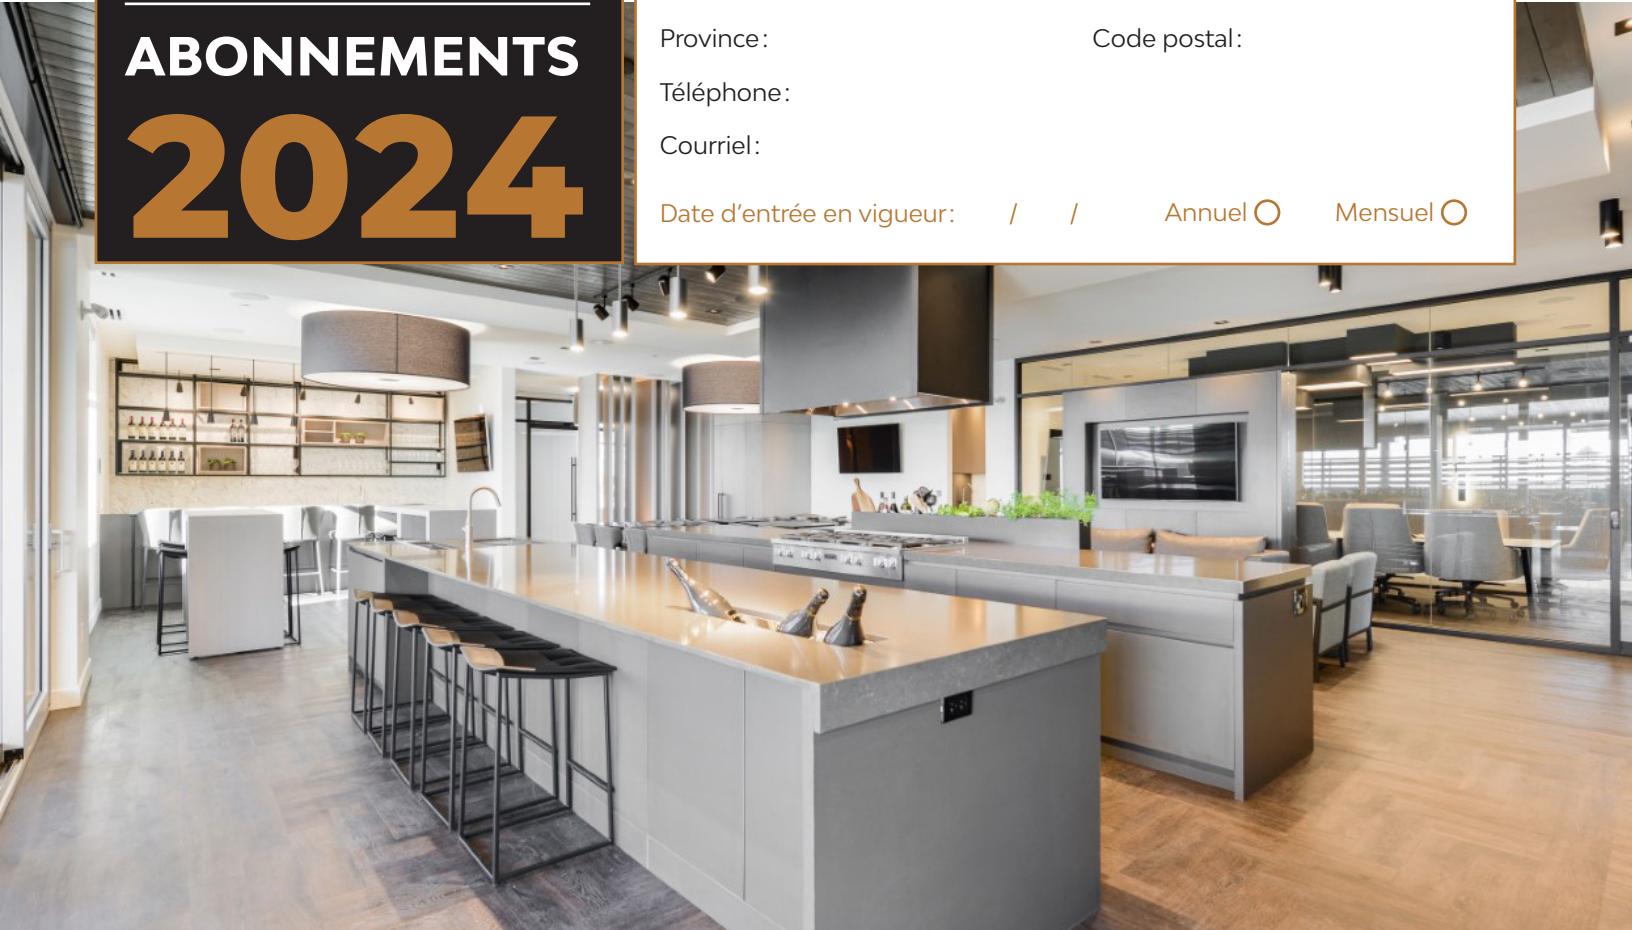 ABONNEMENTS
2024
Province :
Code postal :
Téléphone :
Courriel :
Date d’entrée en vigueur : / / Annuel Mensuel